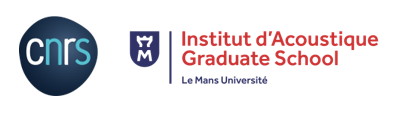 cnrs
M
Institut d'Acoustique
Graduate School
Le Mans Université